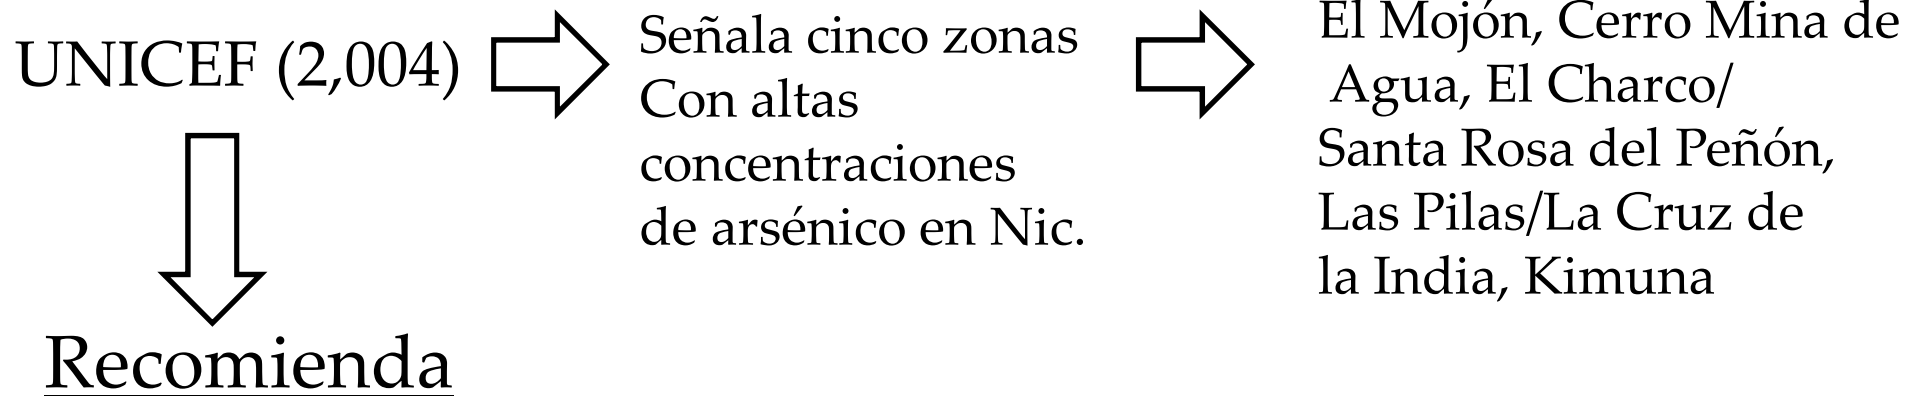 UNICEF (2,004)
Señala cinco zonas
Con altas
concentraciones
de arsénico en Nic.
El Mojón, Cerro Mina de
Agua, El Charco/
Santa Rosa del Peñón,
Las Pilas/La Cruz de
la India, Kimuna
Recomienda